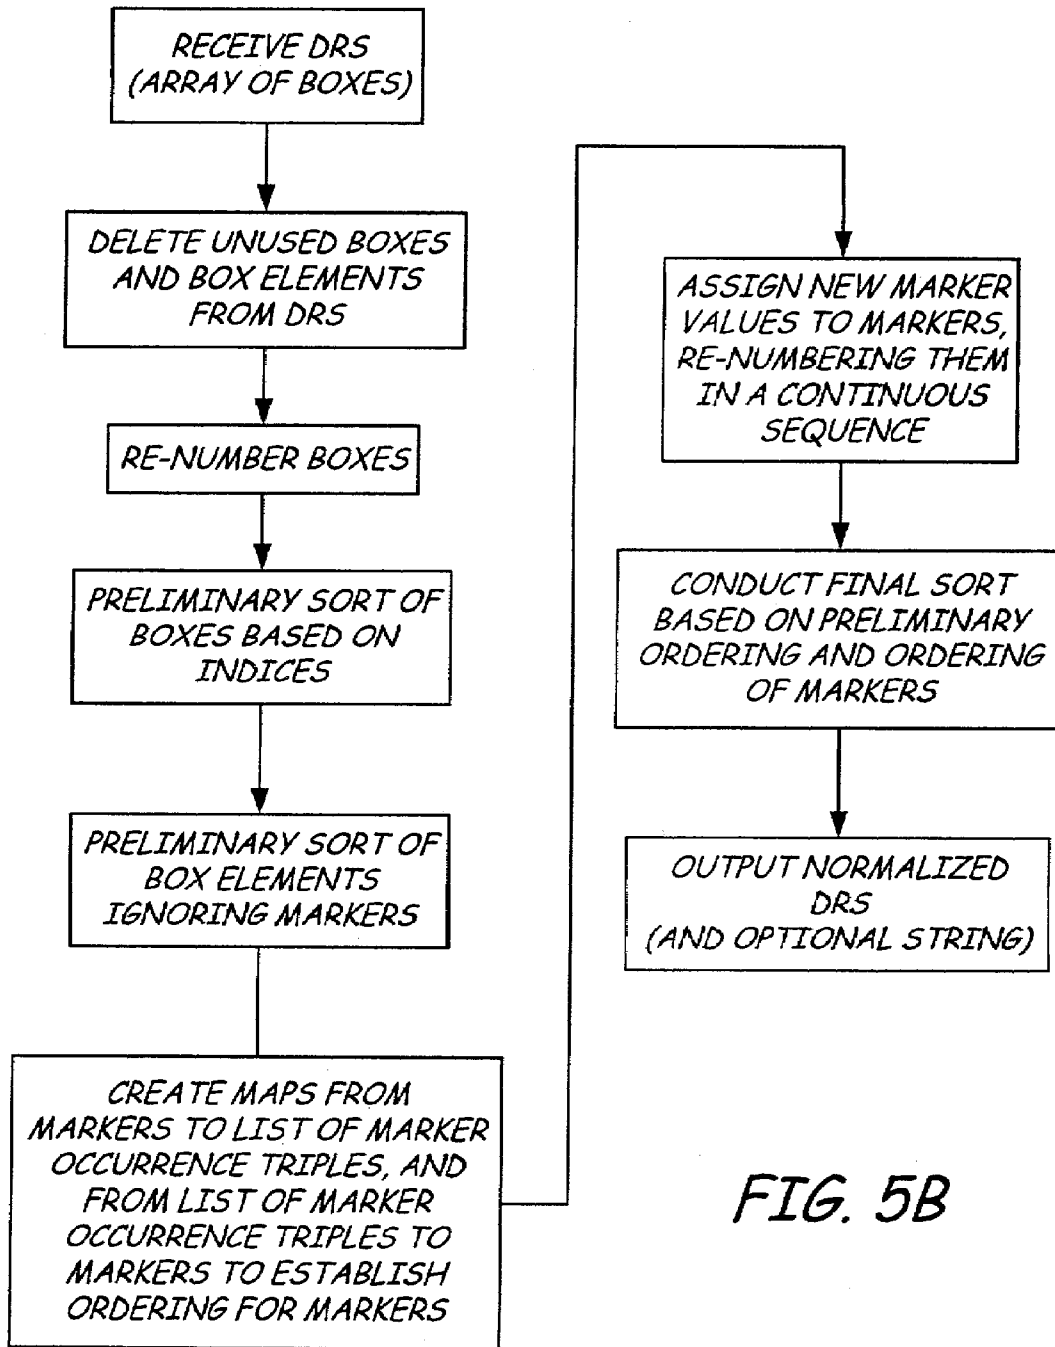 RECEIVE DRS
(ARRAY OF BOXES)
DELETE UNUSED BOXES
AND BOX ELEMENTS
FROM DRS
RE-NUMBER BOXES
PRELIMINARY SORT OF
BOXES BASED ON
INDICES
PRELIMINARY SORT OF
BOX ELEMENTS
IGNORING MARKERS
CREATE MAPS FROM
MARKERS TO LIST OF MARKER
OCCURRENCE TRIPLES, AND
FROM LIST OF MARKER
OCCURRENCE TRIPLES TO
MARKERS TO ESTABLISH
ORDERING FOR MARKERS
ASSIGN NEW MARKER
VALUES TO MARKERS,
RE-NUMBERING THEM
IN A CONTINUOUS
SEQUENCE
CONDUCT FINAL SORT
BASED ON PRELIMINARY
ORDERING AND ORDERING
OF MARKERS
OUTPUT NORMALIZED
DRS
(AND OPTIONAL STRING)
FIG. 5B